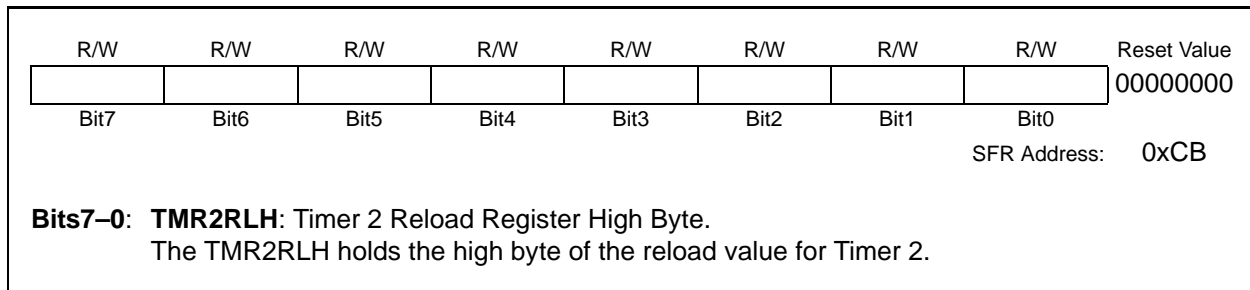 R/W R/W R/W R/W R/W R/W R/W R/W Reset Value
00000000
Bit7 Bit6 Bit5 Bit4 Bit3 Bit2 Bit1 Bit0
SFR Address: 0xCB
Bits7–0: TMR2RLH: Timer 2 Reload Register High Byte.
The TMR2RLH holds the high byte of the reload value for Timer 2.